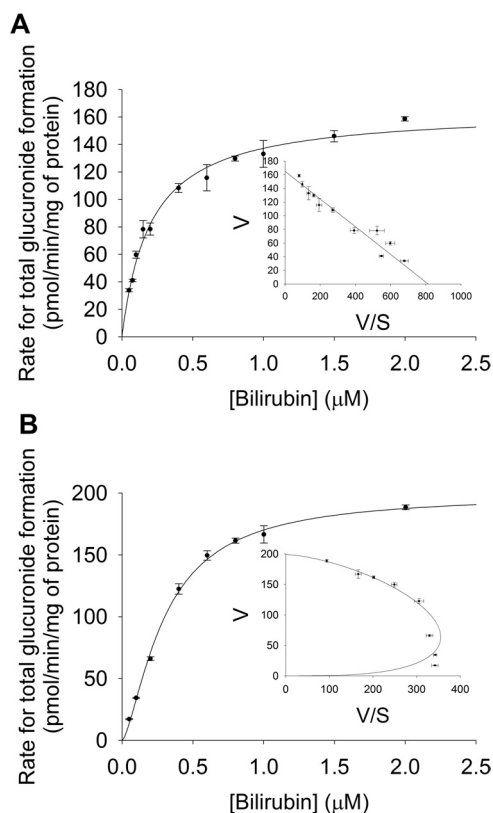 A
Rate for total glucuronide formation
(pmol/min/mg of protein)
180
160
140
120
100
80
60
40
20
0
0.0 0.5 1.0 1.5 2.0 2.5
[Bilirubin] (μM)
V
180
160
140
120
100
80
60
40
20
0
0 200 400 600 800 1000
V/S
B
Rate for total glucuronide formation
(pmol/min/mg of protein)
200
150
100
50
0
0.0 0.5 1.0 1.5 2.0 2.5
[Bilirubin] (μM)
V
200
150
100
50
0
0 100 200 300 400
V/S